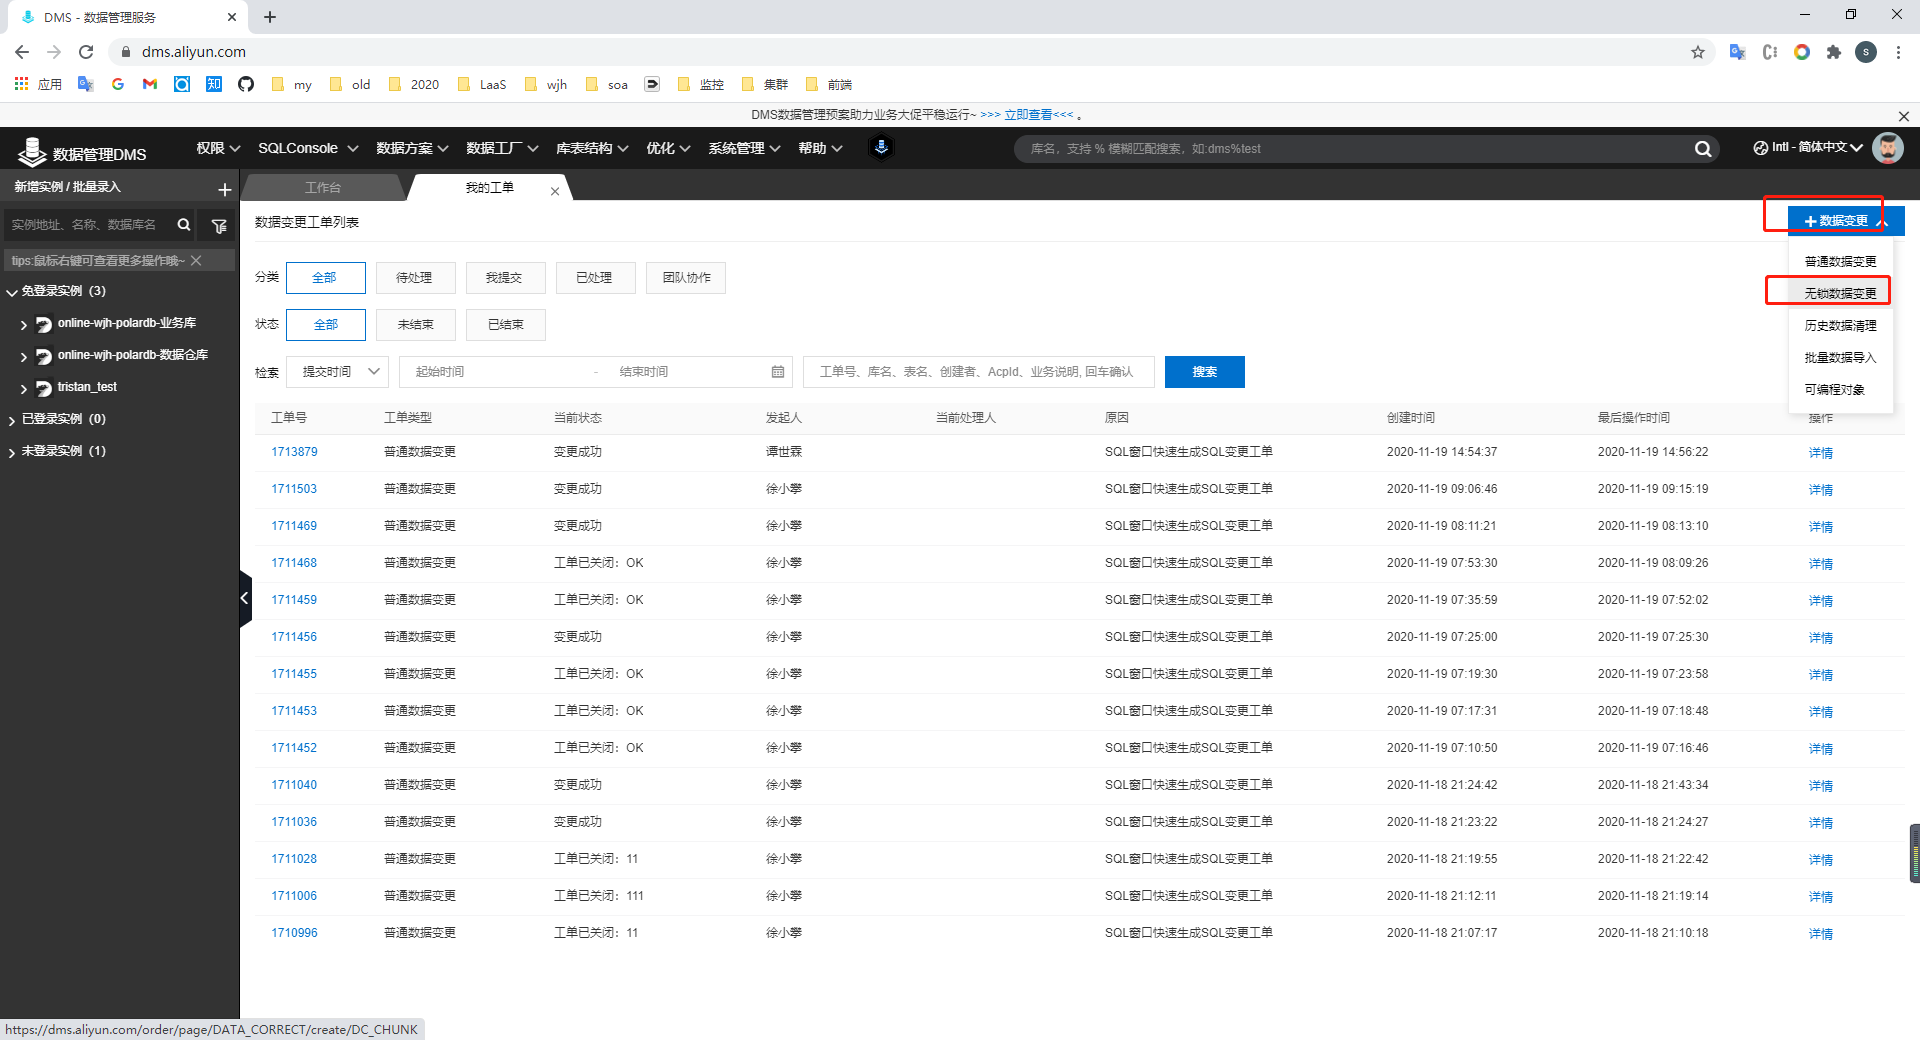 DMS - 数据管理服务
dms.aliyun.com
应用 my old 2020 LaaS wjh soa 监控 集群 前端
DMS数据管理预案助力业务大促平稳运行~ >>> 立即查看<<< 。
数据管理DMS 权限 SQLConsole 数据方案 数据工厂 库表结构 优化 系统管理 帮助 库名，支持 % 模糊匹配搜索，如:dms%test Intl - 简体中文
新增实例 / 批量录入
实例地址、名称、数据库名
tips:鼠标右键可查看更多操作哦~
免登录实例（3）
online-wjh-polardb-业务库
online-wjh-polardb-数据仓库
tristan_test
已登录实例（0）
未登录实例（1）
工作台 我的工单
数据变更工单列表 数据变更
普通数据变更
无锁数据变更
历史数据清理
批量数据导入
可编程对象
分类 全部 待处理 我提交 已处理 团队协作
状态 全部 未结束 已结束
检索 提交时间 起始时间 - 结束时间 工单号、库名、表名、创建者、AcpId、业务说明, 回车确认 搜索
工单号 工单类型 当前状态 发起人 当前处理人 原因 创建时间 最后操作时间 操作
1713879 普通数据变更 变更成功 谭世霖 SQL窗口快速生成SQL变更工单 2020-11-19 14:54:37 2020-11-19 14:56:22 详情
1711503 普通数据变更 变更成功 徐小攀 SQL窗口快速生成SQL变更工单 2020-11-19 09:06:46 2020-11-19 09:15:19 详情
1711469 普通数据变更 变更成功 徐小攀 SQL窗口快速生成SQL变更工单 2020-11-19 08:11:21 2020-11-19 08:13:10 详情
1711468 普通数据变更 工单已关闭：OK 徐小攀 SQL窗口快速生成SQL变更工单 2020-11-19 07:53:30 2020-11-19 08:09:26 详情
1711459 普通数据变更 工单已关闭：OK 徐小攀 SQL窗口快速生成SQL变更工单 2020-11-19 07:35:59 2020-11-19 07:52:02 详情
1711456 普通数据变更 变更成功 徐小攀 SQL窗口快速生成SQL变更工单 2020-11-19 07:25:00 2020-11-19 07:25:30 详情
1711455 普通数据变更 工单已关闭：OK 徐小攀 SQL窗口快速生成SQL变更工单 2020-11-19 07:19:30 2020-11-19 07:23:58 详情
1711453 普通数据变更 工单已关闭：OK 徐小攀 SQL窗口快速生成SQL变更工单 2020-11-19 07:17:31 2020-11-19 07:18:48 详情
1711452 普通数据变更 工单已关闭：OK 徐小攀 SQL窗口快速生成SQL变更工单 2020-11-19 07:10:50 2020-11-19 07:16:46 详情
1711040 普通数据变更 变更成功 徐小攀 SQL窗口快速生成SQL变更工单 2020-11-18 21:24:42 2020-11-18 21:43:34 详情
1711036 普通数据变更 变更成功 徐小攀 SQL窗口快速生成SQL变更工单 2020-11-18 21:23:22 2020-11-18 21:24:27 详情
1711028 普通数据变更 工单已关闭：11 徐小攀 SQL窗口快速生成SQL变更工单 2020-11-18 21:19:55 2020-11-18 21:22:42 详情
1711006 普通数据变更 工单已关闭：111 徐小攀 SQL窗口快速生成SQL变更工单 2020-11-18 21:12:11 2020-11-18 21:19:14 详情
1710996 普通数据变更 工单已关闭：11 徐小攀 SQL窗口快速生成SQL变更工单 2020-11-18 21:07:17 2020-11-18 21:10:18 详情
https://dms.aliyun.com/order/page/DATA_CORRECT/create/DC_CHUNK